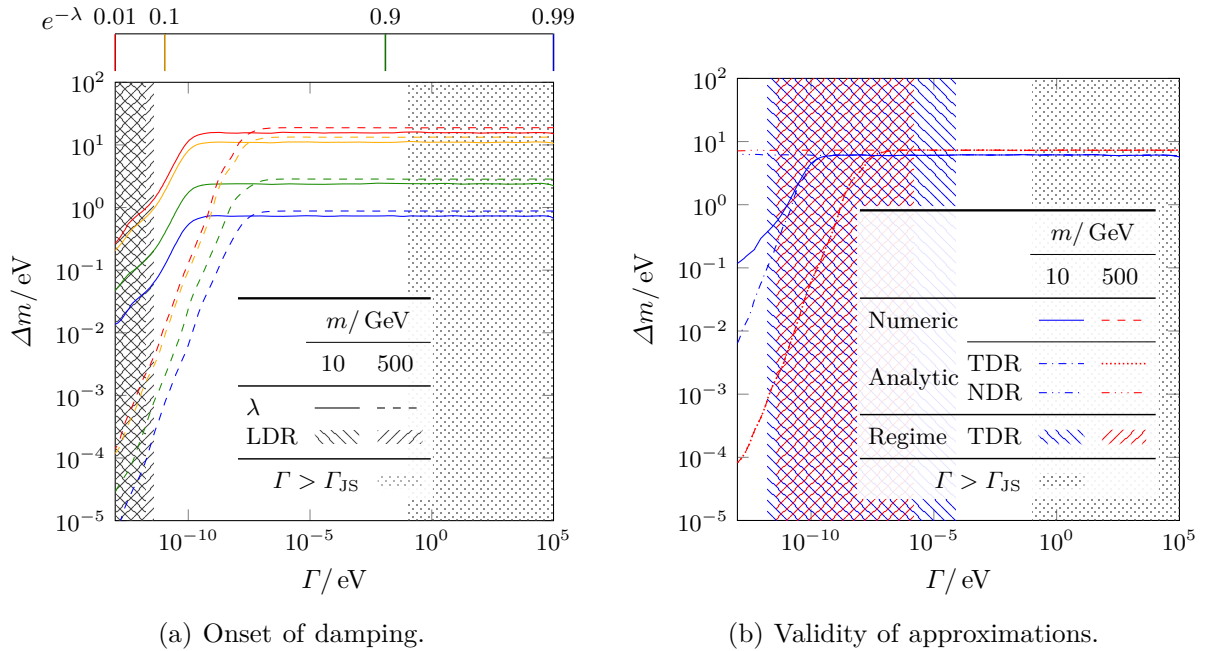 e^{-λ} 0.01 0.1 0.9 0.99
10^2
10^1
10^0
10^{-1}
10^{-2}
10^{-3}
10^{-4}
10^{-5}
Δm/ eV
m/ GeV
10 500
λ
LDR
Γ > Γ_JS
10^{-10} 10^{-5} 10^0 10^5
Γ/ eV
(a) Onset of damping.
10^2
10^1
10^0
10^{-1}
10^{-2}
10^{-3}
10^{-4}
10^{-5}
Δm/ eV
m/ GeV
10 500
Numeric
Analytic
TDR
NDR
Regime TDR
Γ > Γ_JS
10^{-10} 10^{-5} 10^0 10^5
Γ/ eV
(b) Validity of approximations.